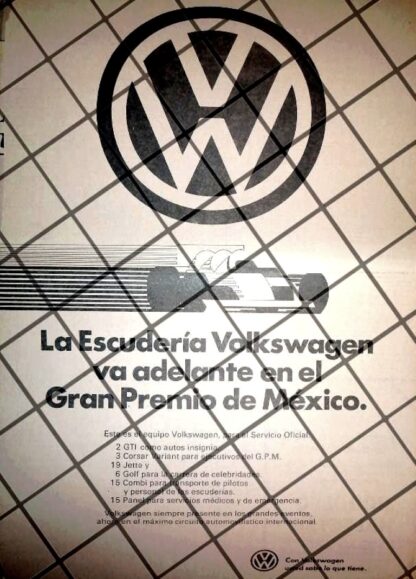 La Escudería Volkswagen
va adelante en el
Gran Premio de México.
Este es el equipo Volkswagen, para el Servicio Oficial:
2 GTI como autos insignia
3 Corsar Variant para ejecutivos del G.P.M.
19 Jetta y
6 Golf para la carrera de celebridades.
15 Combi para transporte de pilotos
y personal de las escuderías.
15 Panel para servicios médicos y de emergencia.
Volkswagen siempre presente en los grandes eventos,
ahora en el máximo circuito automovilístico internacional.
Con Volkswagen
usted sabe lo que tiene.